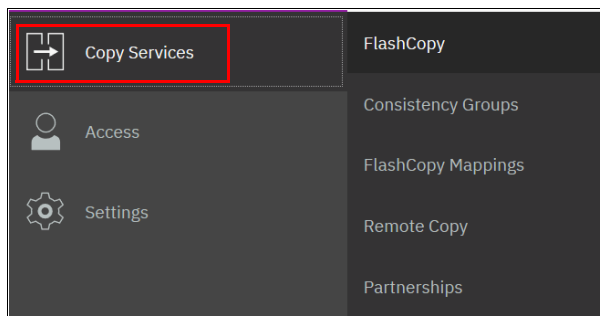 Copy Services
Access
Settings
FlashCopy
Consistency Groups
FlashCopy Mappings
Remote Copy
Partnerships